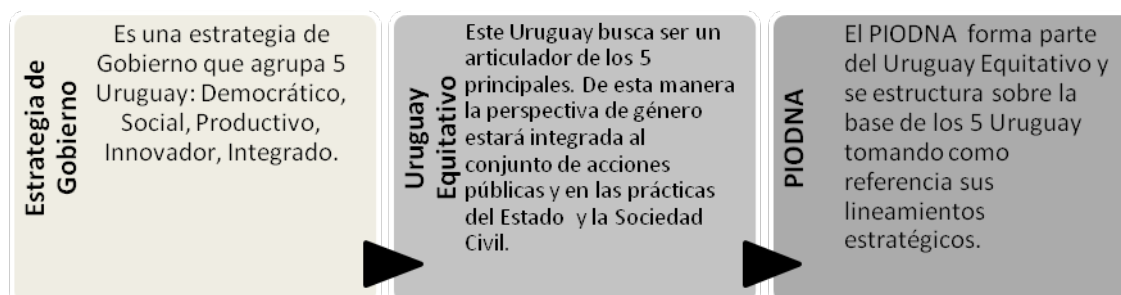 Estrategia de
Gobierno
Es una estrategia de
Gobierno que agrupa 5
Uruguay: Democrático,
Social, Productivo,
Innovador, Integrado.
Uruguay
Equitativo
Este Uruguay busca ser un
articulador de los 5
principales. De esta manera
la perspectiva de género
estará integrada al
conjunto de acciones
públicas y en las prácticas
del Estado y la Sociedad
Civil.
PIODNA
El PIODNA forma parte
del Uruguay Equitativo y
se estructura sobre la
base de los 5 Uruguay
tomando como
referencia sus
lineamientos
estratégicos.